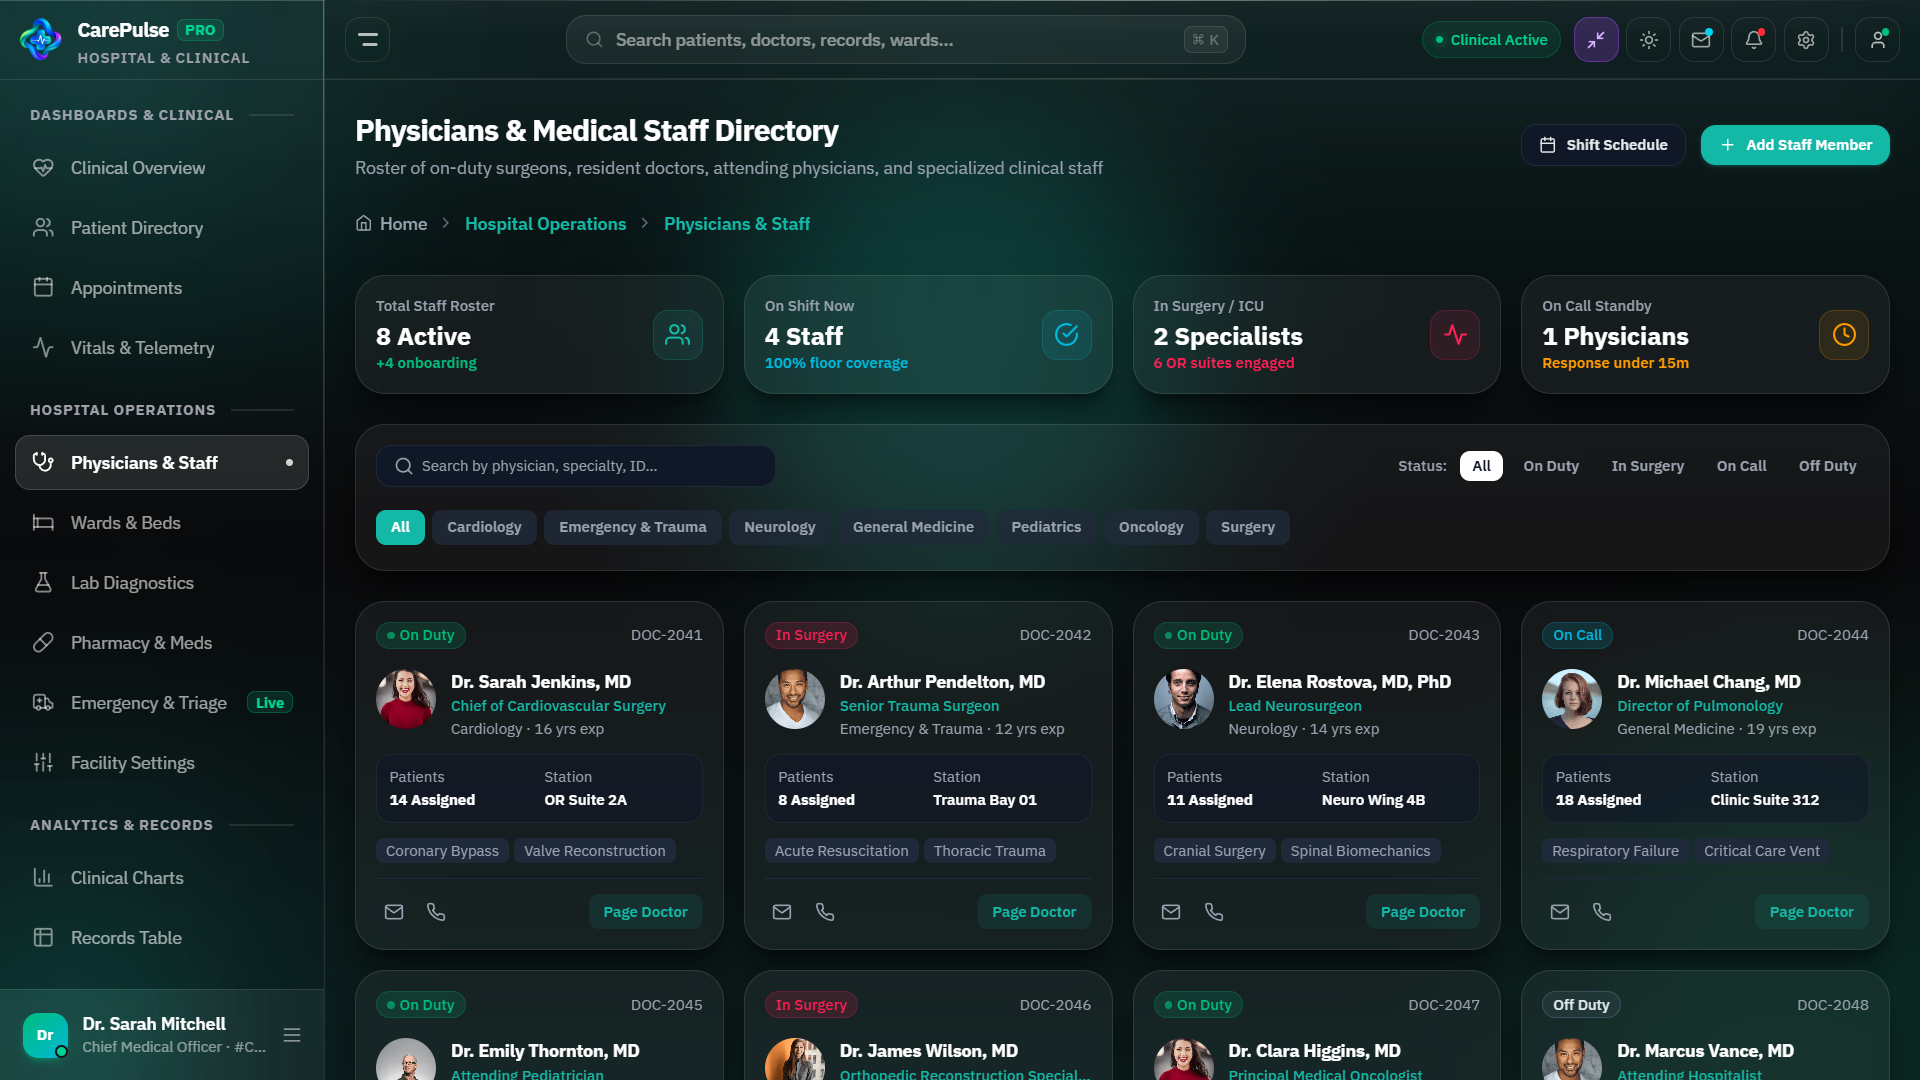 CarePulse PRO
HOSPITAL & CLINICAL
Search patients, doctors, records, wards...
⌘ K
Clinical Active
DASHBOARDS & CLINICAL
Clinical Overview
Patient Directory
Appointments
Vitals & Telemetry
HOSPITAL OPERATIONS
Physicians & Staff
Wards & Beds
Lab Diagnostics
Pharmacy & Meds
Emergency & Triage Live
Facility Settings
ANALYTICS & RECORDS
Clinical Charts
Records Table
Dr
Dr. Sarah Mitchell
Chief Medical Officer · #C...
Physicians & Medical Staff Directory
Roster of on-duty surgeons, resident doctors, attending physicians, and specialized clinical staff
Shift Schedule
Add Staff Member
Home > Hospital Operations > Physicians & Staff
Total Staff Roster
8 Active
+4 onboarding
On Shift Now
4 Staff
100% floor coverage
In Surgery / ICU
2 Specialists
6 OR suites engaged
On Call Standby
1 Physicians
Response under 15m
Search by physician, specialty, ID...
Status: All On Duty In Surgery On Call Off Duty
All Cardiology Emergency & Trauma Neurology General Medicine Pediatrics Oncology Surgery
On Duty DOC-2041
Dr. Sarah Jenkins, MD
Chief of Cardiovascular Surgery
Cardiology · 16 yrs exp
Patients Station
14 Assigned OR Suite 2A
Coronary Bypass Valve Reconstruction
Page Doctor
In Surgery DOC-2042
Dr. Arthur Pendelton, MD
Senior Trauma Surgeon
Emergency & Trauma · 12 yrs exp
Patients Station
8 Assigned Trauma Bay 01
Acute Resuscitation Thoracic Trauma
Page Doctor
On Duty DOC-2043
Dr. Elena Rostova, MD, PhD
Lead Neurosurgeon
Neurology · 14 yrs exp
Patients Station
11 Assigned Neuro Wing 4B
Cranial Surgery Spinal Biomechanics
Page Doctor
On Call DOC-2044
Dr. Michael Chang, MD
Director of Pulmonology
General Medicine · 19 yrs exp
Patients Station
18 Assigned Clinic Suite 312
Respiratory Failure Critical Care Vent
Page Doctor
On Duty DOC-2045
Dr. Emily Thornton, MD
Attending Pediatrician
In Surgery DOC-2046
Dr. James Wilson, MD
Orthopedic Reconstruction Special...
On Duty DOC-2047
Dr. Clara Higgins, MD
Principal Medical Oncologist
Off Duty DOC-2048
Dr. Marcus Vance, MD
Attending Hospitalist